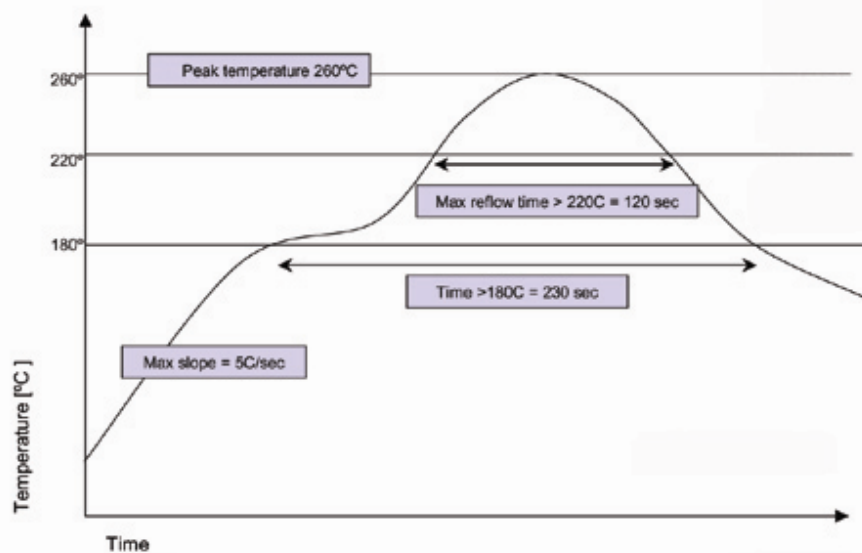 Peak temperature 260ºC
260º
220º
Max reflow time > 220C = 120 sec
180º
Time >180C = 230 sec
Max slope = 5C/sec
Temperature [ºC ]
Time